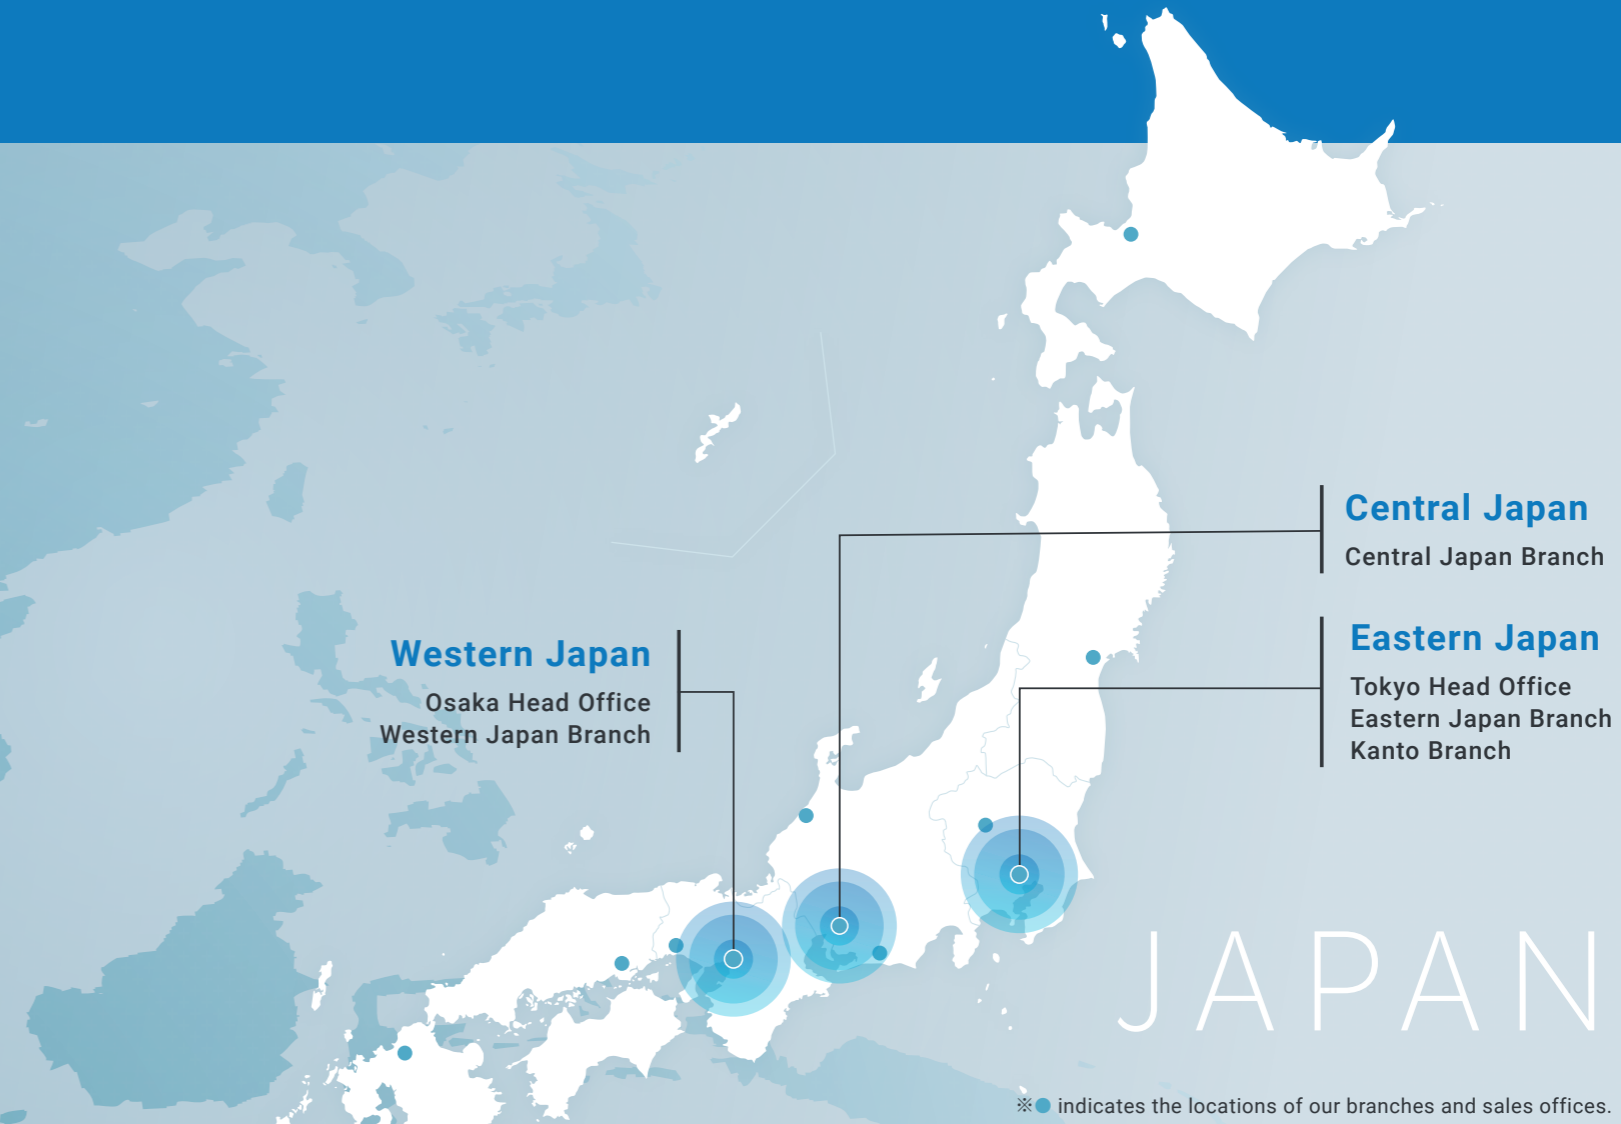 Central Japan
Central Japan Branch
Eastern Japan
Tokyo Head Office
Eastern Japan Branch
Kanto Branch
Western Japan
Osaka Head Office
Western Japan Branch
JAPAN
※● indicates the locations of our branches and sales offices.